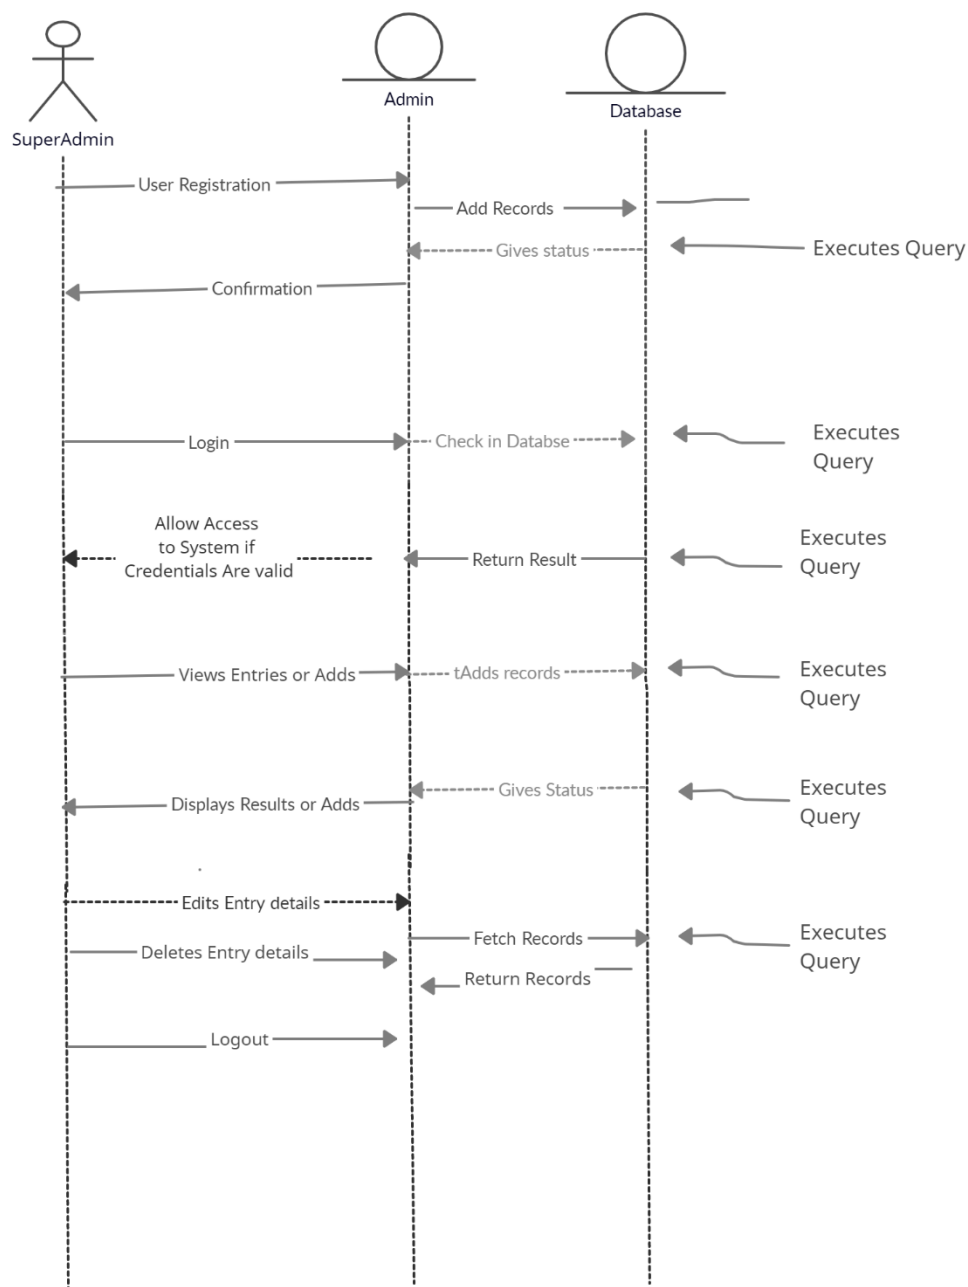 SuperAdmin
Admin
Database
User Registration
Add Records
Gives status
Executes Query
Confirmation
Login
Check in Databse
Executes
Query
Allow Access
to System if
Credentials Are valid
Return Result
Executes
Query
Views Entries or Adds
tAdds records
Executes
Query
Displays Results or Adds
Gives Status
Executes
Query
Edits Entry details
Fetch Records
Executes
Query
Deletes Entry details
Return Records
Logout